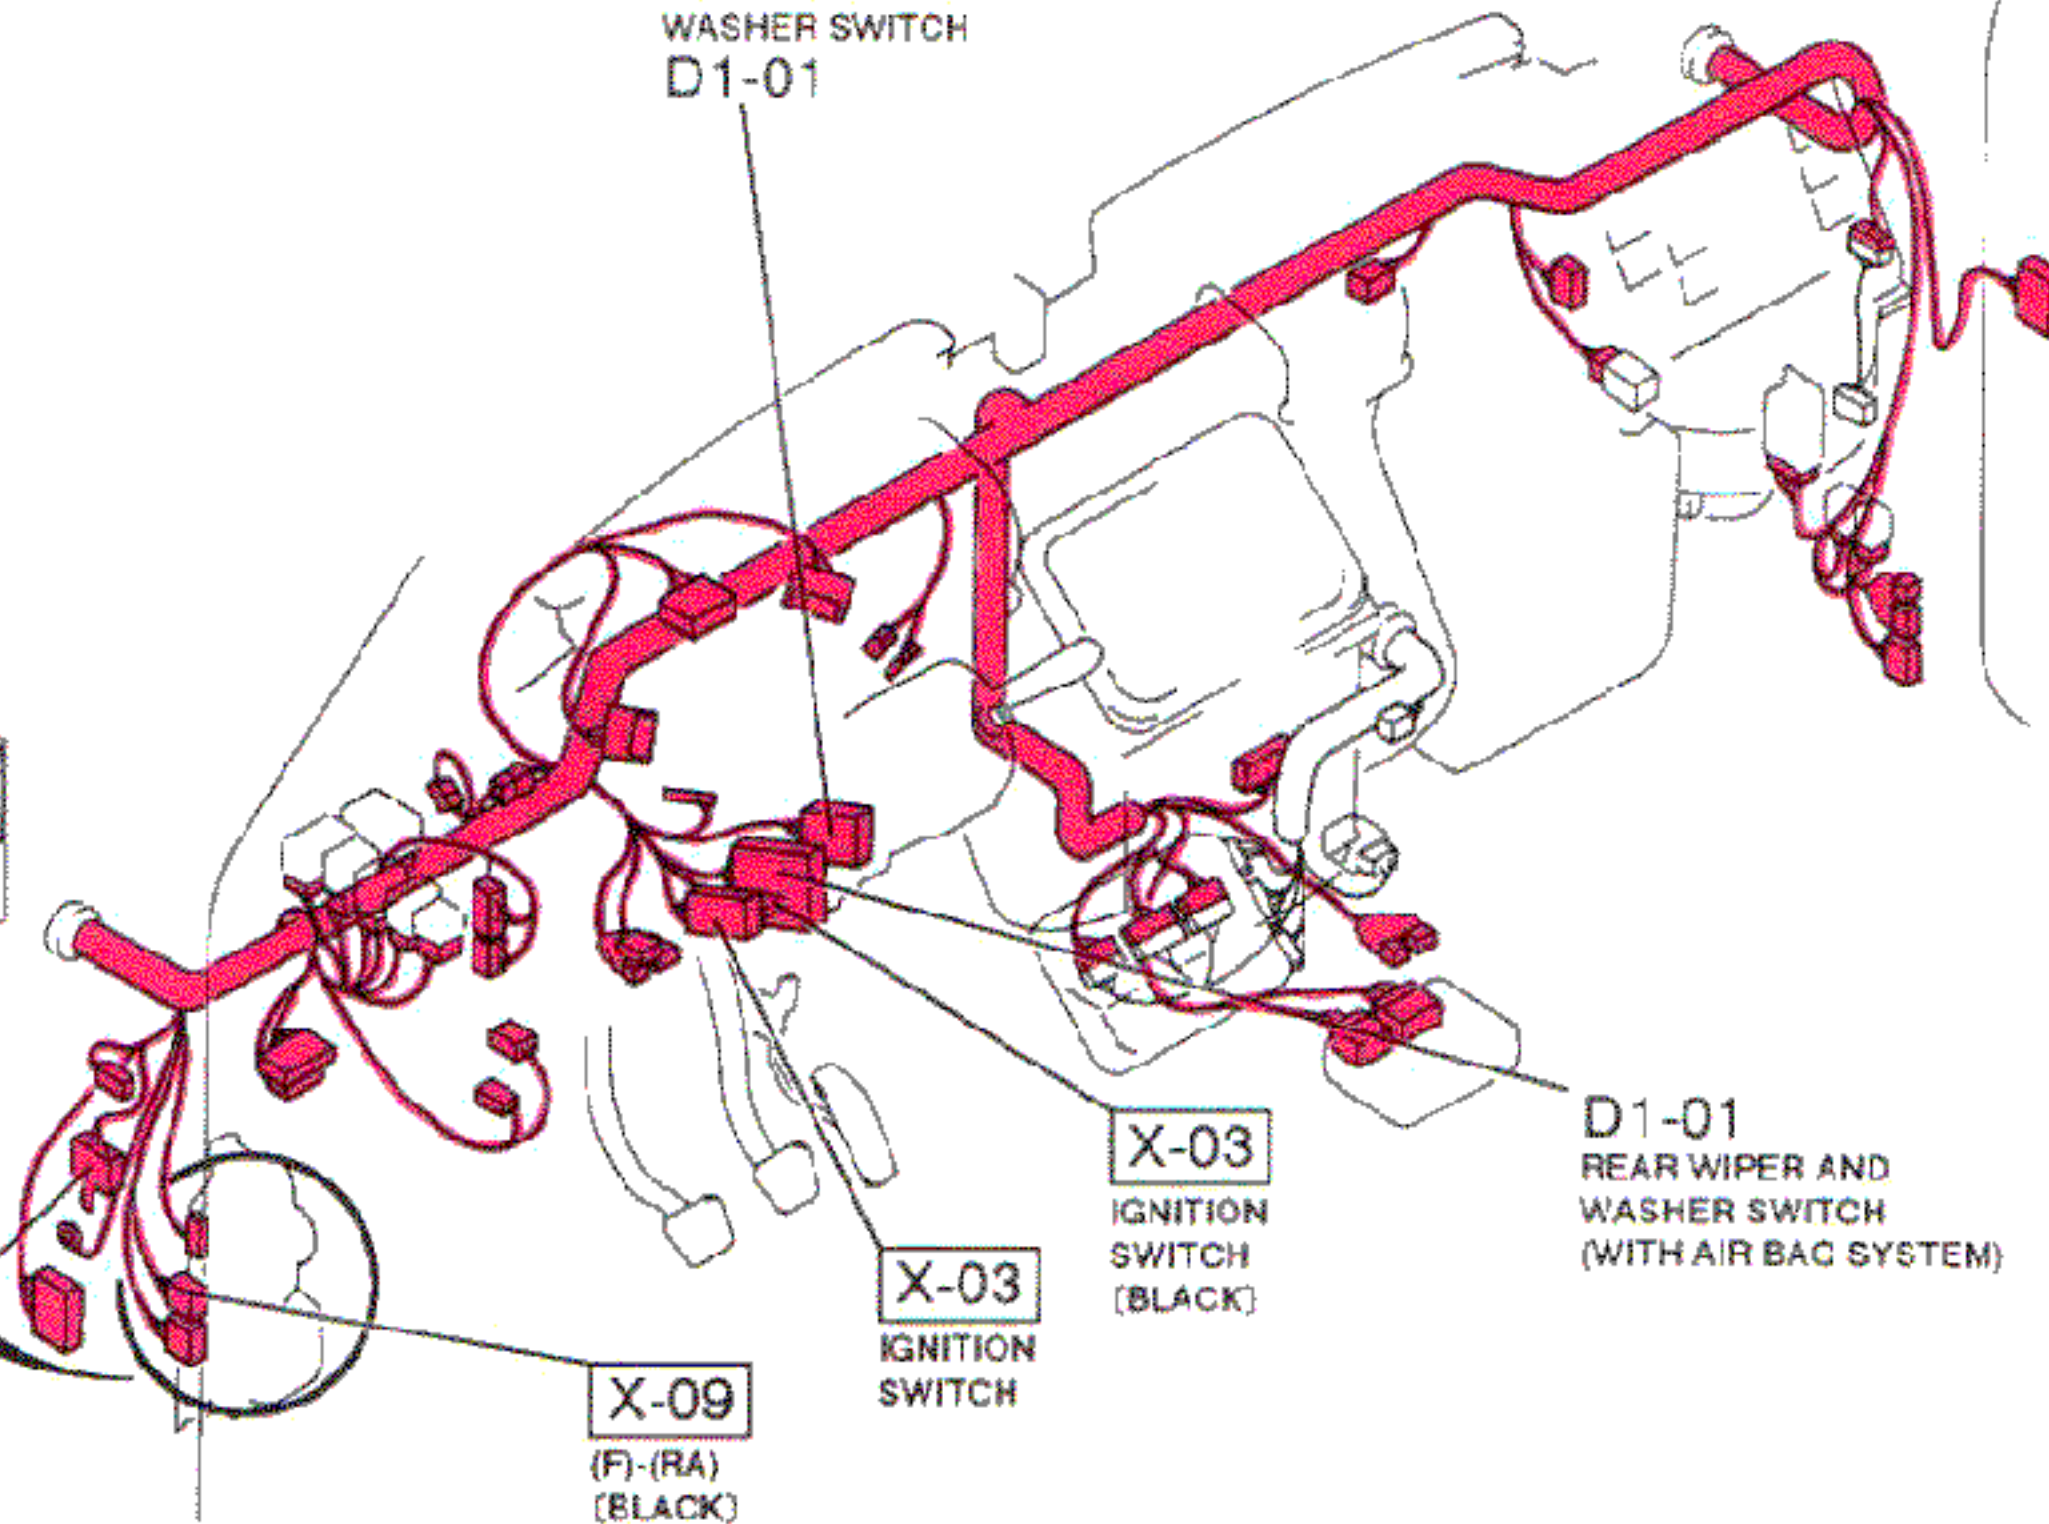 WASHER SWITCH
D1-01
D1-01
REAR WIPER AND
WASHER SWITCH
(WITH AIR BAG SYSTEM)
X-03
IGNITION
SWITCH
(BLACK)
X-03
IGNITION
SWITCH
X-09
(F)-(RA)
(BLACK)